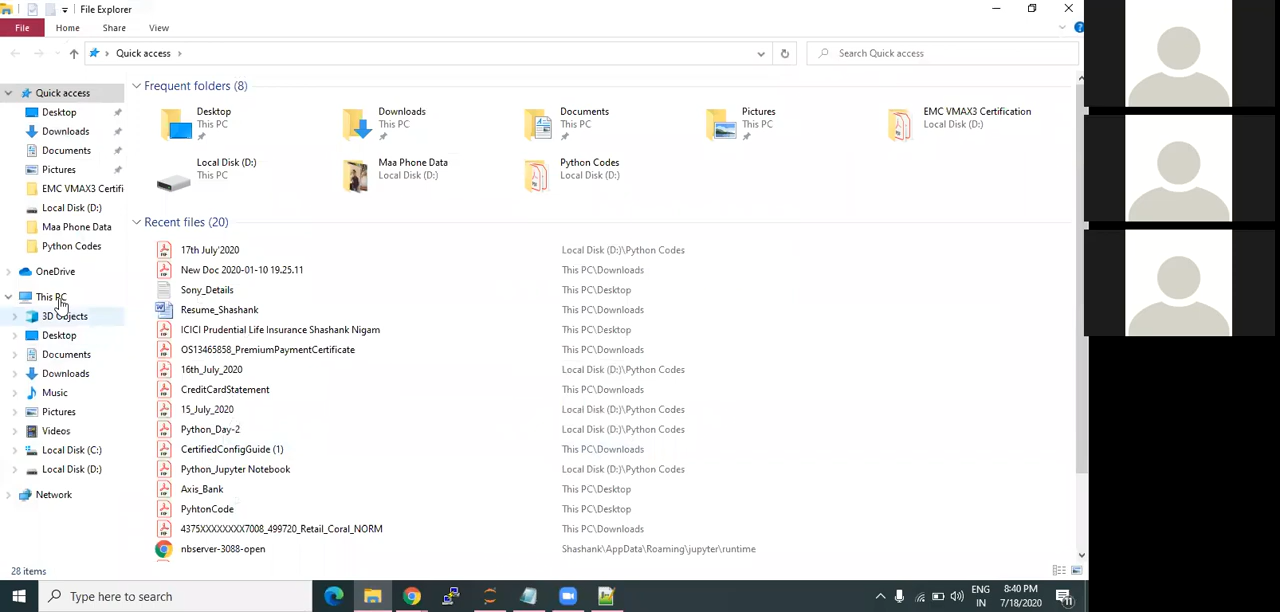 File Explorer
File Home Share View
Quick access
Search Quick access
Quick access
Desktop
Downloads
Documents
Pictures
EMC VMAX3 Certifi
Local Disk (D:)
Maa Phone Data
Python Codes
OneDrive
This PC
3D Objects
Desktop
Documents
Downloads
Music
Pictures
Videos
Local Disk (C:)
Local Disk (D:)
Network
Frequent folders (8)
Desktop
This PC
Downloads
This PC
Documents
This PC
Pictures
This PC
EMC VMAX3 Certification
Local Disk (D:)
Local Disk (D:)
This PC
Maa Phone Data
Local Disk (D:)
Python Codes
Local Disk (D:)
Recent files (20)
17th July'2020 Local Disk (D:)\Python Codes
New Doc 2020-01-10 19.25.11 This PC\Downloads
Sony_Details This PC\Desktop
Resume_Shashank This PC\Downloads
ICICI Prudential Life Insurance Shashank Nigam This PC\Desktop
OS13465858_PremiumPaymentCertificate This PC\Downloads
16th_July_2020 Local Disk (D:)\Python Codes
CreditCardStatement This PC\Downloads
15_July_2020 Local Disk (D:)\Python Codes
Python_Day-2 Local Disk (D:)\Python Codes
CertifiedConfigGuide (1) This PC\Downloads
Python_Jupyter Notebook Local Disk (D:)\Python Codes
Axis_Bank This PC\Desktop
PyhtonCode This PC\Desktop
4375XXXXXXXX7008_499720_Retail_Coral_NORM This PC\Downloads
nbserver-3088-open Shashank\AppData\Roaming\jupyter\runtime
28 items
Type here to search
ENG
IN
8:40 PM
7/18/2020
11